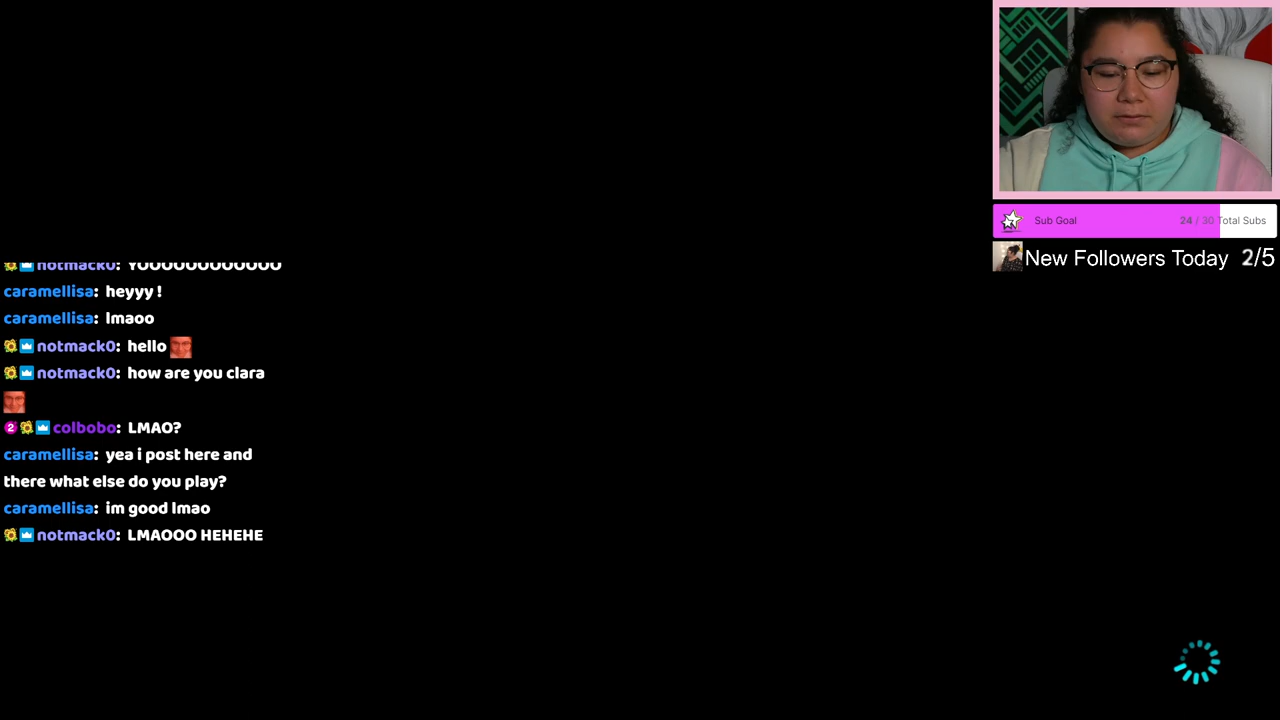 Sub Goal 24 / 30 Total Subs
New Followers Today 2/5
notmack0: YOOOOOOOOOOOO
caramellisa: heyyy !
caramellisa: lmaoo
notmack0: hello
notmack0: how are you clara
2 colbobo: LMAO?
caramellisa: yea i post here and
there what else do you play?
caramellisa: im good lmao
notmack0: LMAOOO HEHEHE